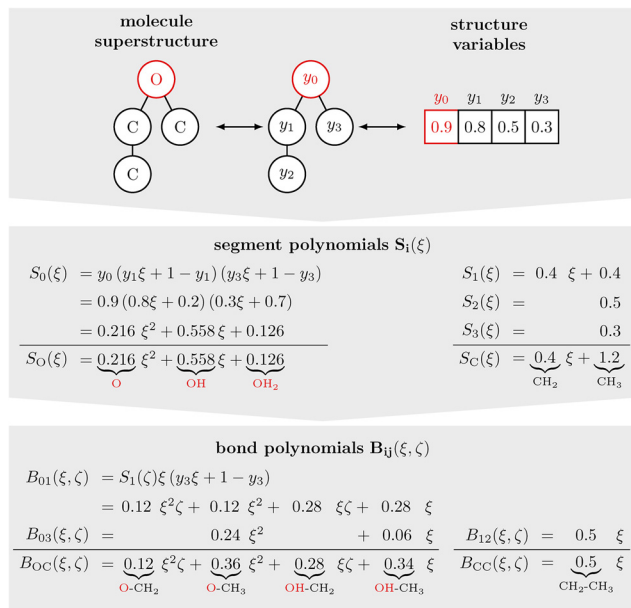 molecule superstructure
structure variables
O
C C
C
y₀
y₁ y₃
y₂
y₀ y₁ y₂ y₃
0.9 0.8 0.5 0.3
segment polynomials Sᵢ(ξ)
S₀(ξ) = y₀ (y₁ξ + 1 − y₁) (y₃ξ + 1 − y₃)
= 0.9 (0.8ξ + 0.2) (0.3ξ + 0.7)
= 0.216 ξ² + 0.558 ξ + 0.126
S_O(ξ) = 0.216 ξ² + 0.558 ξ + 0.126
O OH OH₂
S₁(ξ) = 0.4 ξ + 0.4
S₂(ξ) = 0.5
S₃(ξ) = 0.3
S_C(ξ) = 0.4 ξ + 1.2
CH₂ CH₃
bond polynomials Bᵢⱼ(ξ, ζ)
B₀₁(ξ, ζ) = S₁(ζ)ξ (y₃ξ + 1 − y₃)
= 0.12 ξ²ζ + 0.12 ξ² + 0.28 ξζ + 0.28 ξ
B₀₃(ξ, ζ) = 0.24 ξ² + 0.06 ξ
B_OC(ξ, ζ) = 0.12 ξ²ζ + 0.36 ξ² + 0.28 ξζ + 0.34 ξ
O-CH₂ O-CH₃ OH-CH₂ OH-CH₃
B₁₂(ξ, ζ) = 0.5 ξ
B_CC(ξ, ζ) = 0.5 ξ
CH₂-CH₃